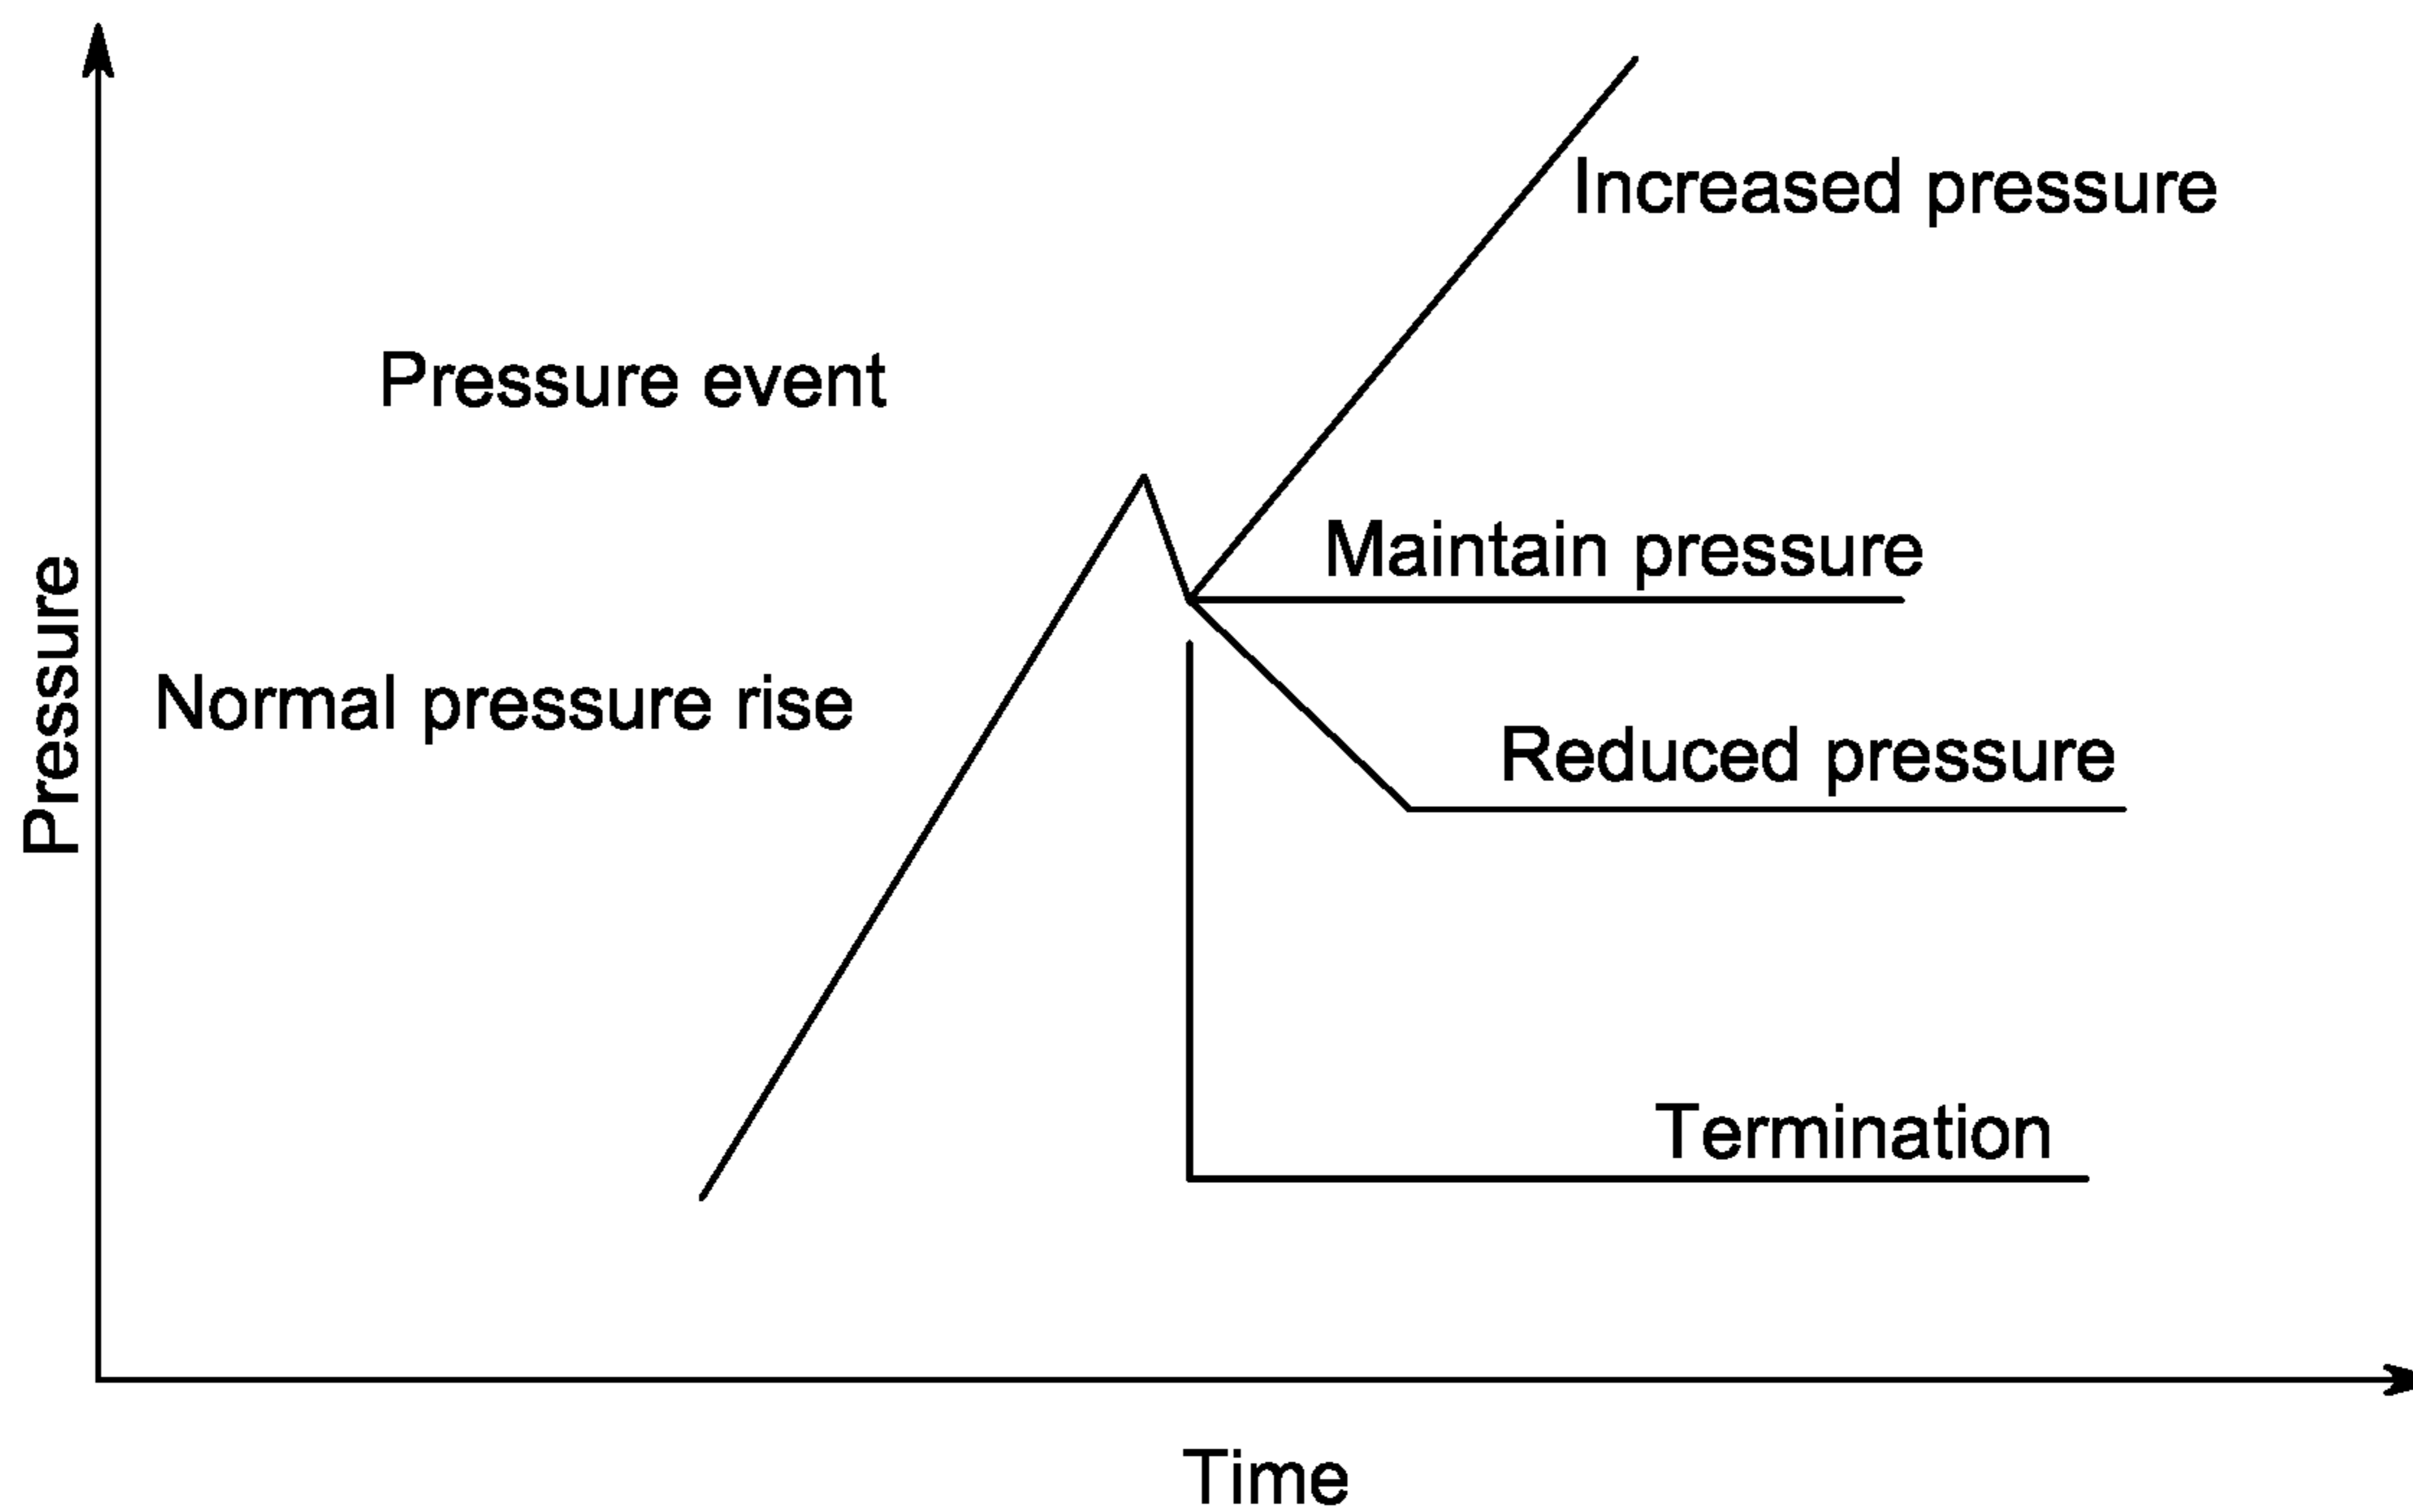 Increased pressure
Pressure event
Maintain pressure
Normal pressure rise
Reduced pressure
Termination
Pressure
Time